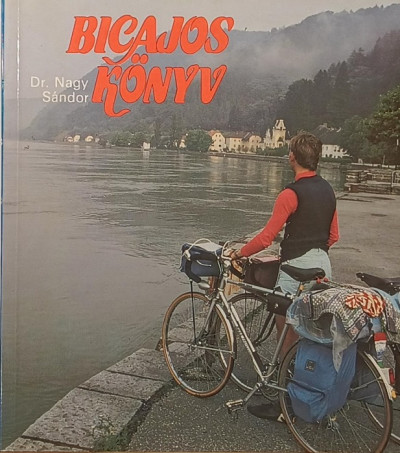 BICAJOS
KÖNYV
Dr. Nagy
Sándor